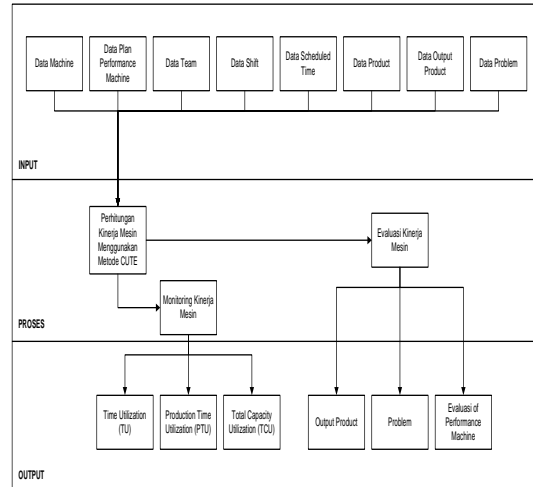 Data Machine
Data Plan
Performance
Machine
Data Team
Data Shift
Data Scheduled
Time
Data Product
Data Output
Product
Data Problem
INPUT
Perhitungan
Kinerja Mesin
Menggunakan
Metode CUTE
Evaluasi Kinerja
Mesin
Monitoring Kinerja
Mesin
PROSES
Time Utilization
(TU)
Production Time
Utilization (PTU)
Total Capacity
Utilization (TCU)
Output Product
Problem
Evaluasi of
Performance
Machine
OUTPUT